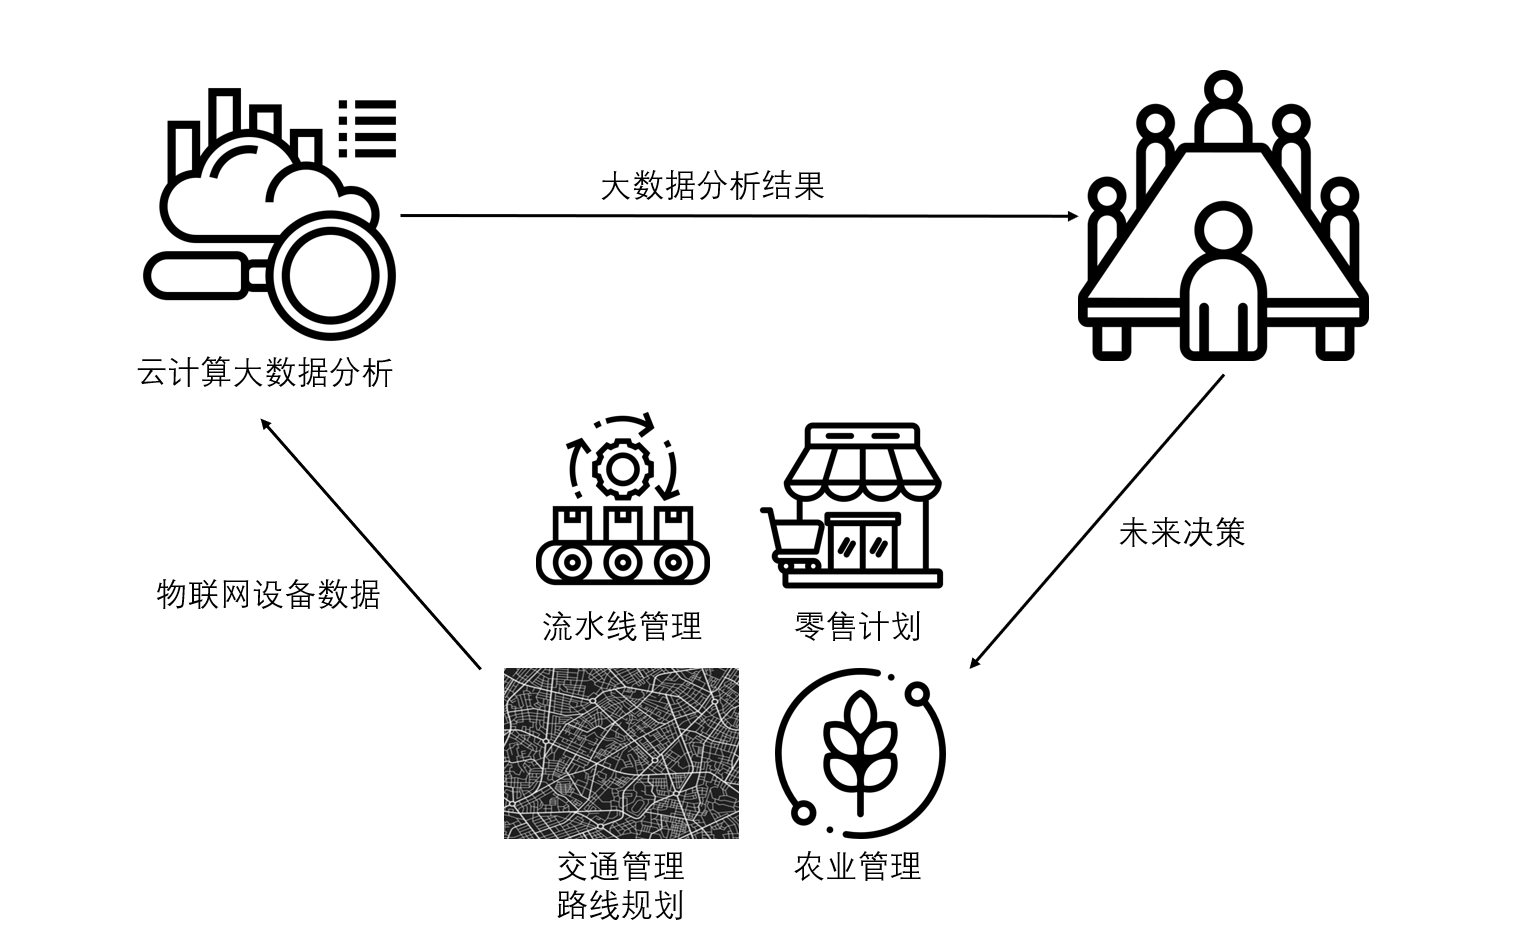 大数据分析结果
云计算大数据分析
未来决策
物联网设备数据
流水线管理
零售计划
交通管理
路线规划
农业管理